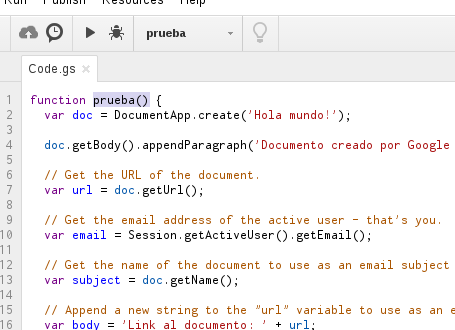 Run Publish Resources Help
prueba
Code.gs ×
1 function prueba() {
2 var doc = DocumentApp.create('Hola mundo!');
3
4 doc.getBody().appendParagraph('Documento creado por Google
5
6 // Get the URL of the document.
7 var url = doc.getUrl();
8
9 // Get the email address of the active user - that's you.
10 var email = Session.getActiveUser().getEmail();
11
12 // Get the name of the document to use as an email subject
13 var subject = doc.getName();
14
15 // Append a new string to the "url" variable to use as an e
16 var body = 'Link al documento: ' + url;